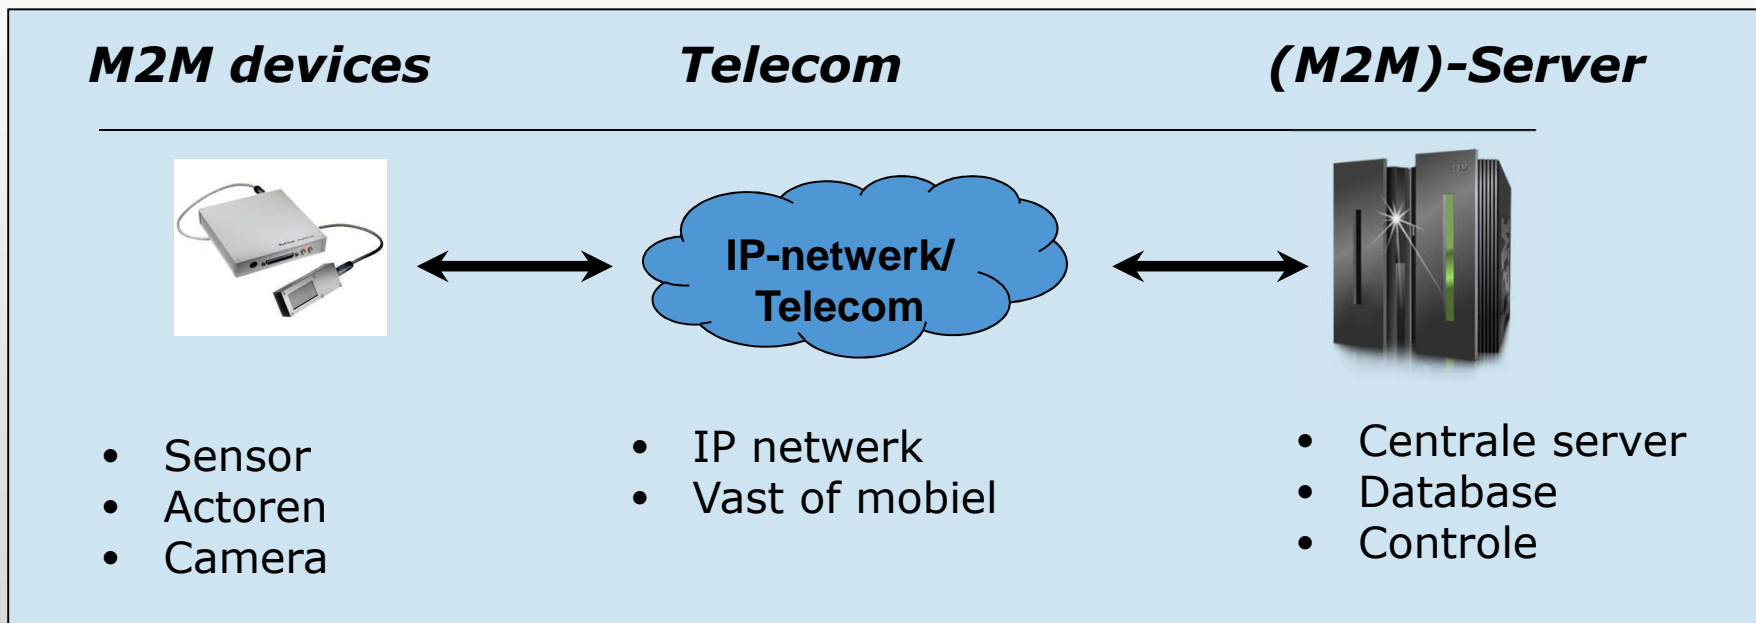 M2M devices
Telecom
(M2M)-Server
IP-netwerk/
Telecom
• Sensor
• Actoren
• Camera
• IP netwerk
• Vast of mobiel
• Centrale server
• Database
• Controle